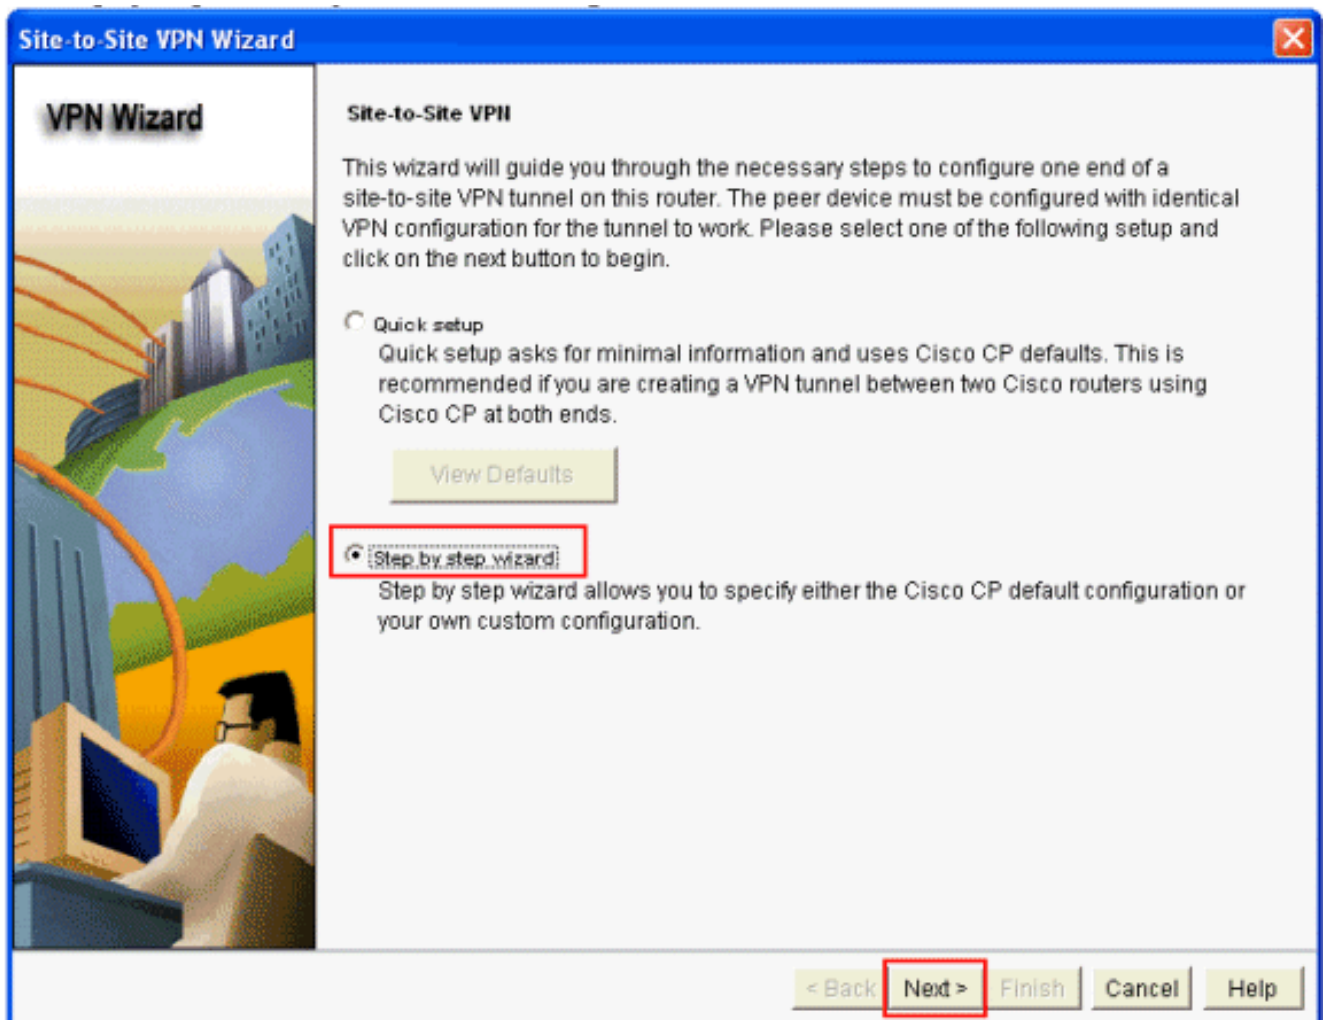 Site-to-Site VPN Wizard
VPN Wizard
Site-to-Site VPN
This wizard will guide you through the necessary steps to configure one end of a
site-to-site VPN tunnel on this router. The peer device must be configured with identical
VPN configuration for the tunnel to work. Please select one of the following setup and
click on the next button to begin.
Quick setup
Quick setup asks for minimal information and uses Cisco CP defaults. This is
recommended if you are creating a VPN tunnel between two Cisco routers using
Cisco CP at both ends.
View Defaults
Step by step wizard
Step by step wizard allows you to specify either the Cisco CP default configuration or
your own custom configuration.
< Back Next > Finish Cancel Help